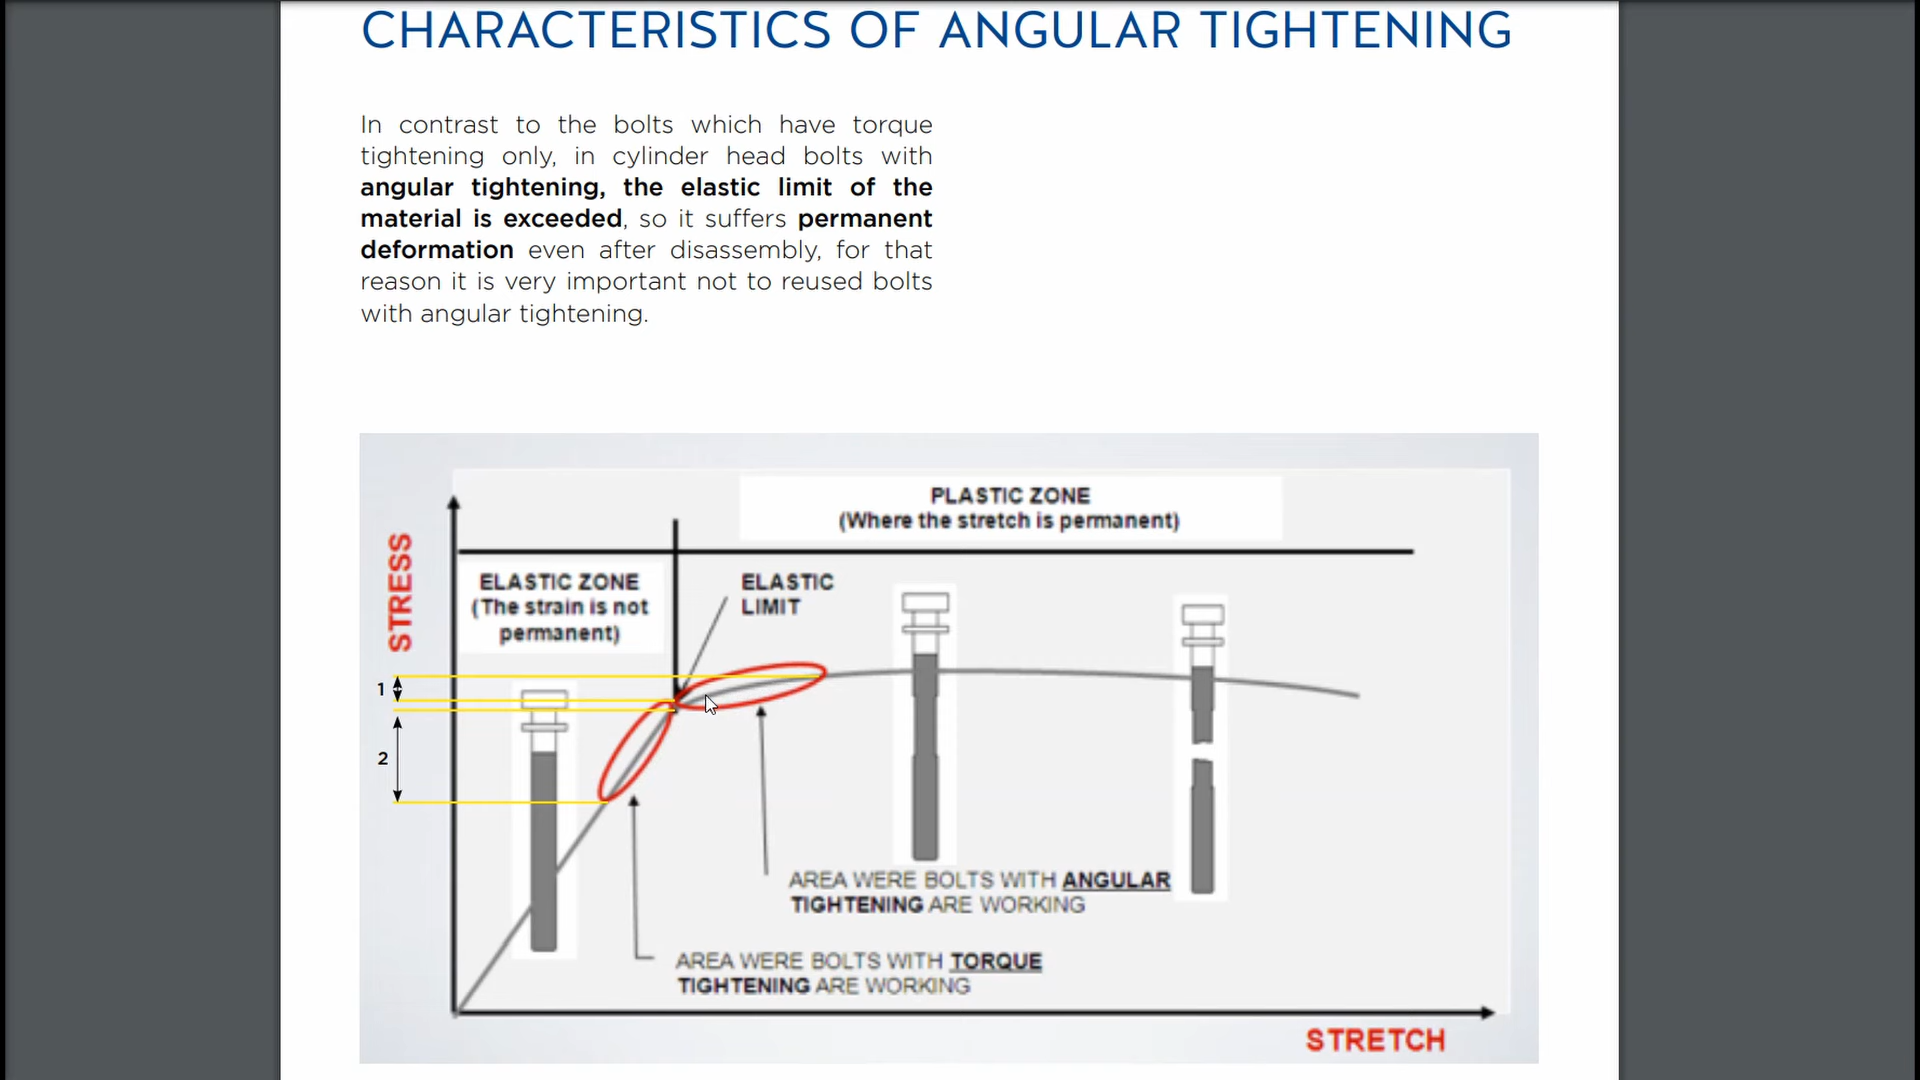 CHARACTERISTICS OF ANGULAR TIGHTENING
In contrast to the bolts which have torque
tightening only, in cylinder head bolts with
angular tightening, the elastic limit of the
material is exceeded, so it suffers permanent
deformation even after disassembly, for that
reason it is very important not to reused bolts
with angular tightening.
PLASTIC ZONE
(Where the stretch is permanent)
STRESS
ELASTIC ZONE
(The strain is not
permanent)
ELASTIC
LIMIT
1
2
AREA WERE BOLTS WITH ANGULAR
TIGHTENING ARE WORKING
AREA WERE BOLTS WITH TORQUE
TIGHTENING ARE WORKING
STRETCH